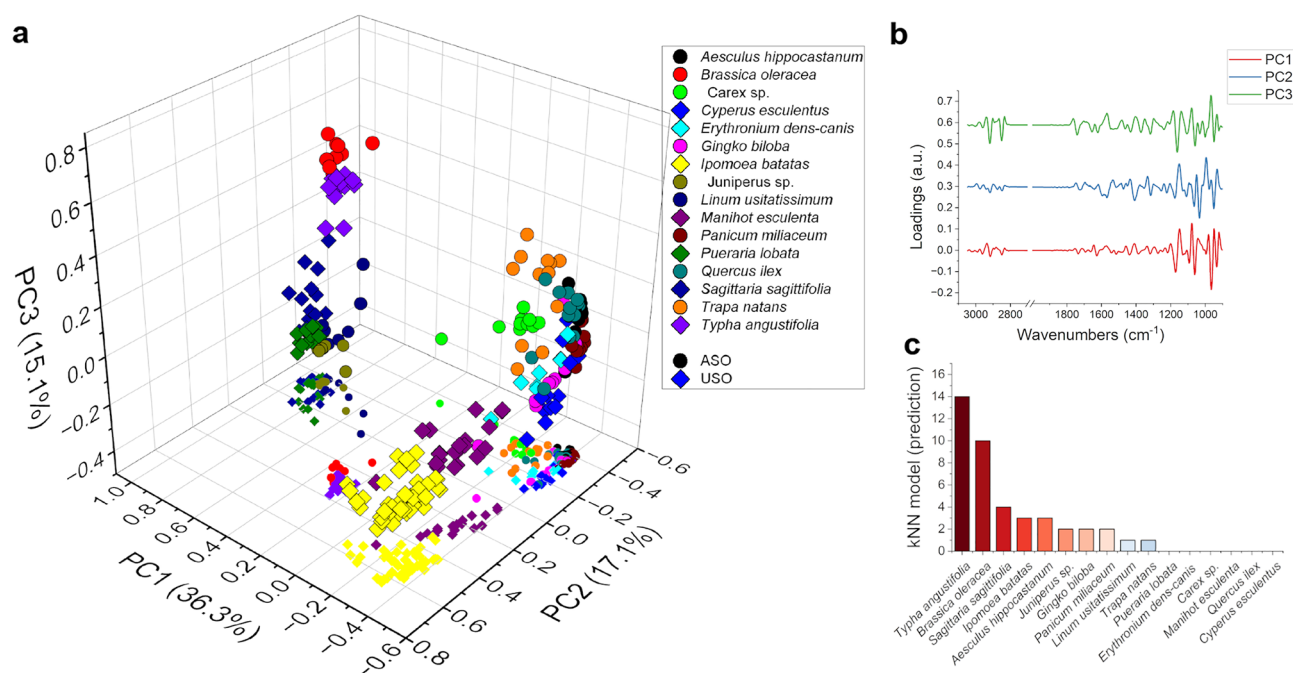 a
Aesculus hippocastanum
Brassica oleracea
Carex sp.
Cyperus esculentus
Erythronium dens-canis
Gingko biloba
Ipomoea batatas
Juniperus sp.
Linum usitatissimum
Manihot esculenta
Panicum miliaceum
Pueraria lobata
Quercus ilex
Sagittaria sagittifolia
Trapa natans
Typha angustifolia
ASO
USO
PC3 (15.1%)
0.8
0.6
0.4
0.2
0.0
−0.2
−0.4
PC1 (36.3%)
1.0
0.8
0.6
0.4
0.2
0.0
−0.2
−0.4
−0.6
PC2 (17.1%)
−0.6
−0.4
−0.2
0.0
0.2
0.4
0.6
0.8
b
PC1
PC2
PC3
Loadings (a.u.)
0.7
0.6
0.5
0.4
0.3
0.2
0.1
0.0
−0.1
−0.2
3000 2800 1800 1600 1400 1200 1000
Wavenumbers (cm⁻¹)
c
kNN model (prediction)
16
14
12
10
8
6
4
2
0
Typha angustifolia
Brassica oleracea
Sagittaria sagittifolia
Ipomoea batatas
Aesculus hippocastanum
Juniperus sp.
Gingko biloba
Panicum miliaceum
Linum usitatissimum
Trapa natans
Pueraria lobata
Erythronium dens-canis
Carex sp.
Manihot esculenta
Quercus ilex
Cyperus esculentus